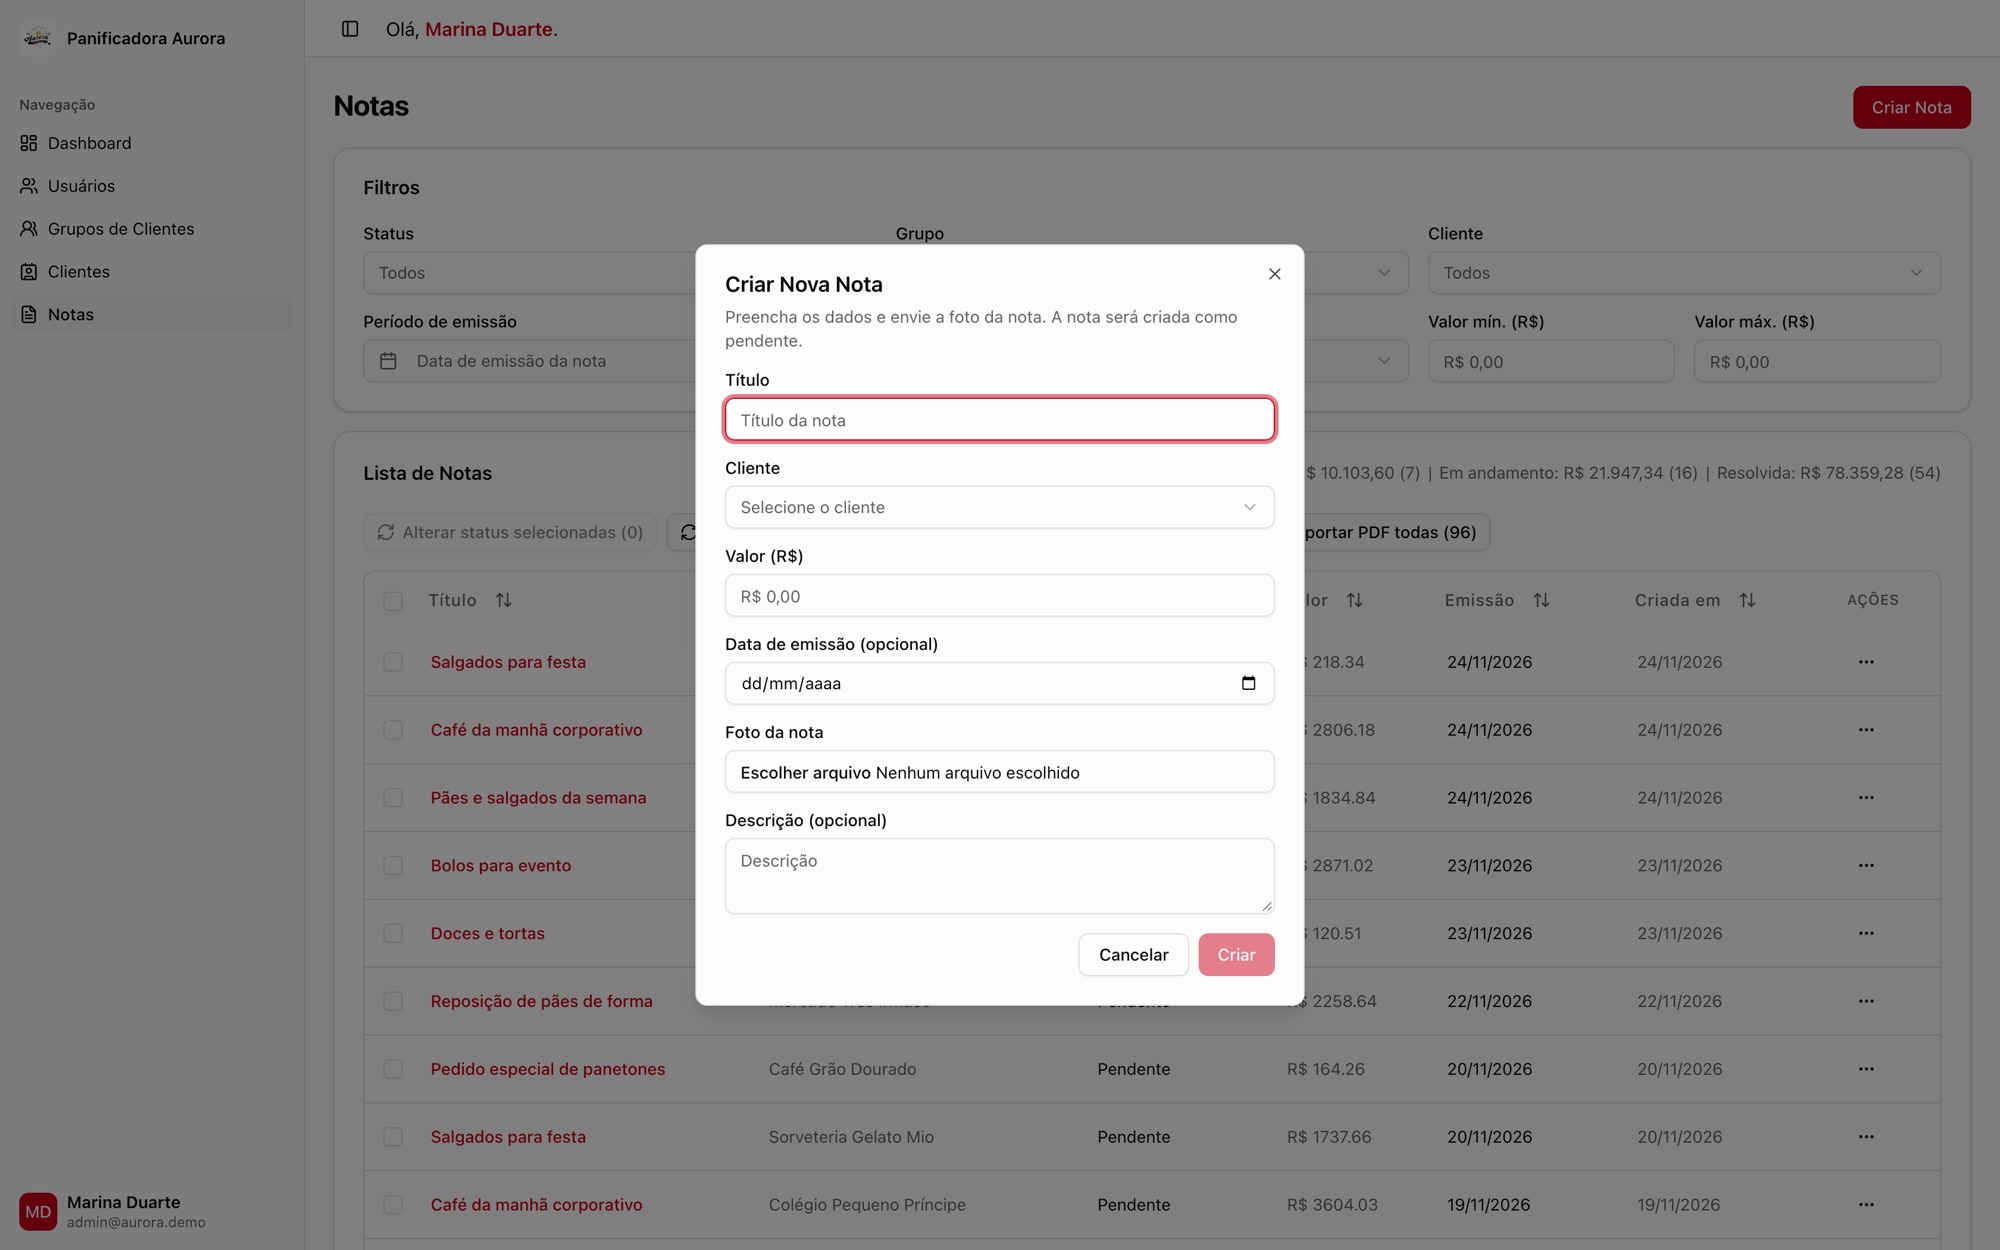 Panificadora Aurora
Olá, Marina Duarte.
Navegação
Dashboard
Usuários
Grupos de Clientes
Clientes
Notas
Marina Duarte
MD
admin@aurora.demo
Notas
Criar Nota
Filtros
Status
Grupo
Cliente
Todos
Todos
Período de emissão
Valor mín. (R$)
Valor máx. (R$)
Data de emissão da nota
R$ 0,00
R$ 0,00
Lista de Notas
$ 10.103,60 (7) | Em andamento: R$ 21.947,34 (16) | Resolvida: R$ 78.359,28 (54)
Alterar status selecionadas (0)
portar PDF todas (96)
Título
lor
Emissão
Criada em
AÇÕES
Salgados para festa
218.34
24/11/2026
24/11/2026
Café da manhã corporativo
2806.18
24/11/2026
24/11/2026
Pães e salgados da semana
1834.84
24/11/2026
24/11/2026
Bolos para evento
2871.02
23/11/2026
23/11/2026
Doces e tortas
120.51
23/11/2026
23/11/2026
Reposição de pães de forma
R$ 2258.64
22/11/2026
22/11/2026
Pedido especial de panetones
Café Grão Dourado
Pendente
R$ 164.26
20/11/2026
20/11/2026
Salgados para festa
Sorveteria Gelato Mio
Pendente
R$ 1737.66
20/11/2026
20/11/2026
Café da manhã corporativo
Colégio Pequeno Príncipe
Pendente
R$ 3604.03
19/11/2026
19/11/2026
Criar Nova Nota
Preencha os dados e envie a foto da nota. A nota será criada como
pendente.
Título
Título da nota
Cliente
Selecione o cliente
Valor (R$)
R$ 0,00
Data de emissão (opcional)
dd/mm/aaaa
Foto da nota
Escolher arquivo Nenhum arquivo escolhido
Descrição (opcional)
Descrição
Cancelar
Criar